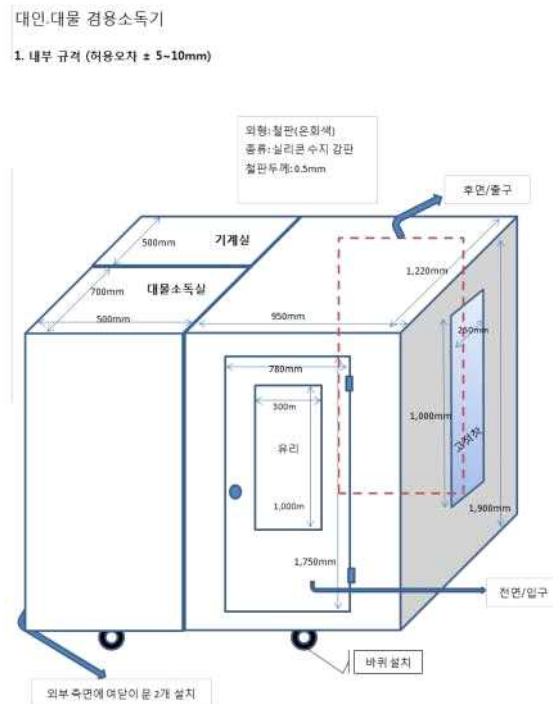 대인.대물 겸용소독기
1. 내부 규격 (허용오차 ± 5~10mm)
외형:철판(은회색)
종류:실리콘 수지 강판
철판두께:0.5mm
후면/출구
500mm
기계실
700mm
대물소독실
1,220mm
500mm
950mm
250mm
780mm
300m
1,000mm
유리
고정창
1,000m
1,900mm
1,750mm
전면/입구
바퀴 설치
외부 측면에 여닫이 문 2개 설치